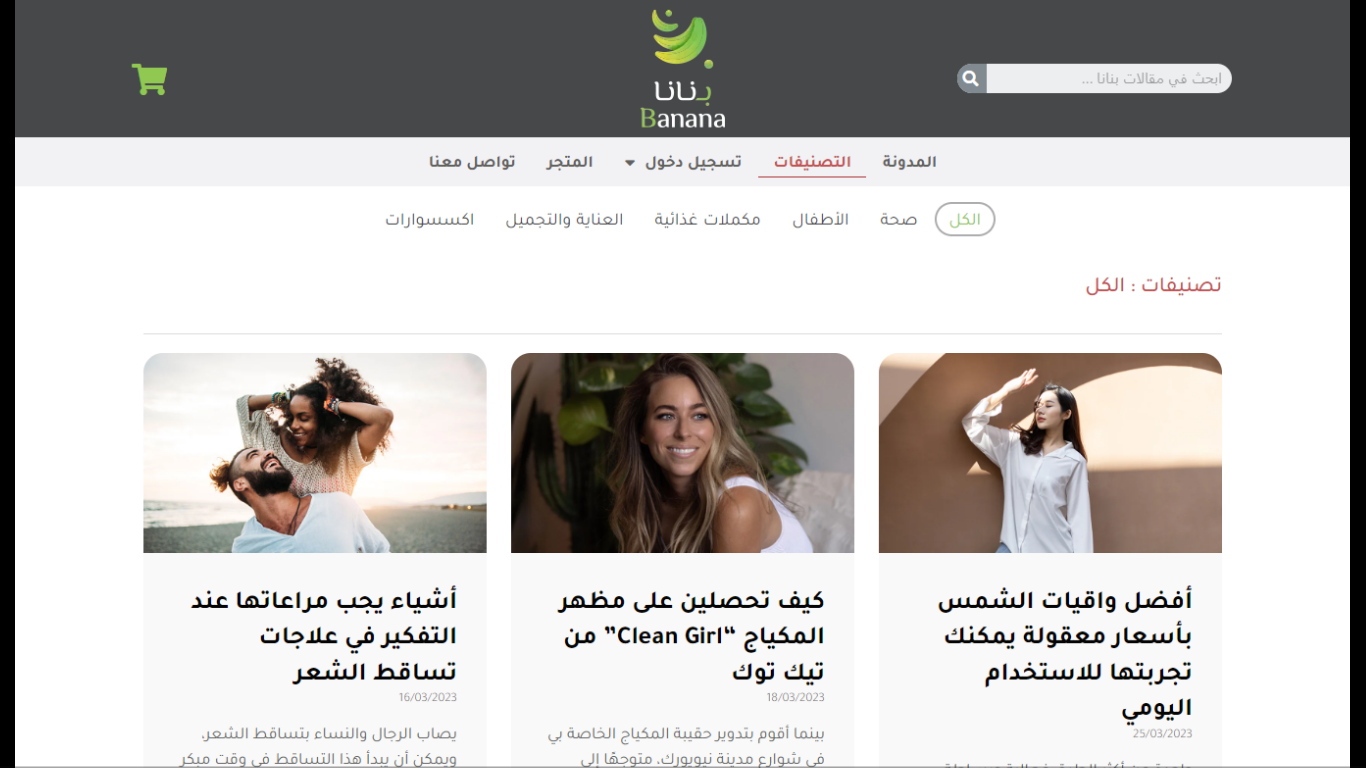 بنانا
Banana
ابحث في مقالات بنانا ...
المدونة
التصنيفات
تسجيل دخول
المتجر
تواصل معنا
الكل
صحة
الأطفال
مكملات غذائية
العناية والتجميل
اكسسوارات
تصنيفات : الكل
أفضل واقيات الشمس
بأسعار معقولة يمكنك
تجربتها للاستخدام
اليومي
25/03/2023
كيف تحصلين على مظهر
المكياج “Clean Girl” من
تيك توك
18/03/2023
بينما أقوم بتدوير حقيبة المكياج الخاصة بي
في شوارع مدينة نيويورك، متوجهًا إلى
أشياء يجب مراعاتها عند
التفكير في علاجات
تساقط الشعر
16/03/2023
يصاب الرجال والنساء بتساقط الشعر،
ويمكن أن يبدأ هذا التساقط في وقت مبكر